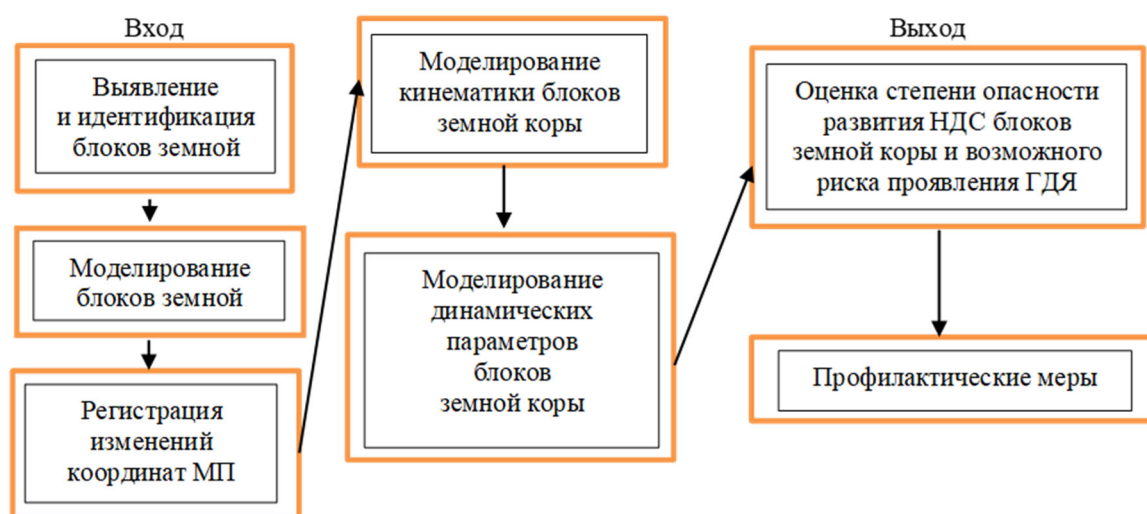 Вход
Выявление
и идентификация
блоков земной
Моделирование
блоков земной
Регистрация
изменений
координат МП
Моделирование
кинематики блоков
земной коры
Моделирование
динамических
параметров
блоков
земной коры
Выход
Оценка степени опасности
развития НДС блоков
земной коры и возможного
риска проявления ГДЯ
Профилактические меры